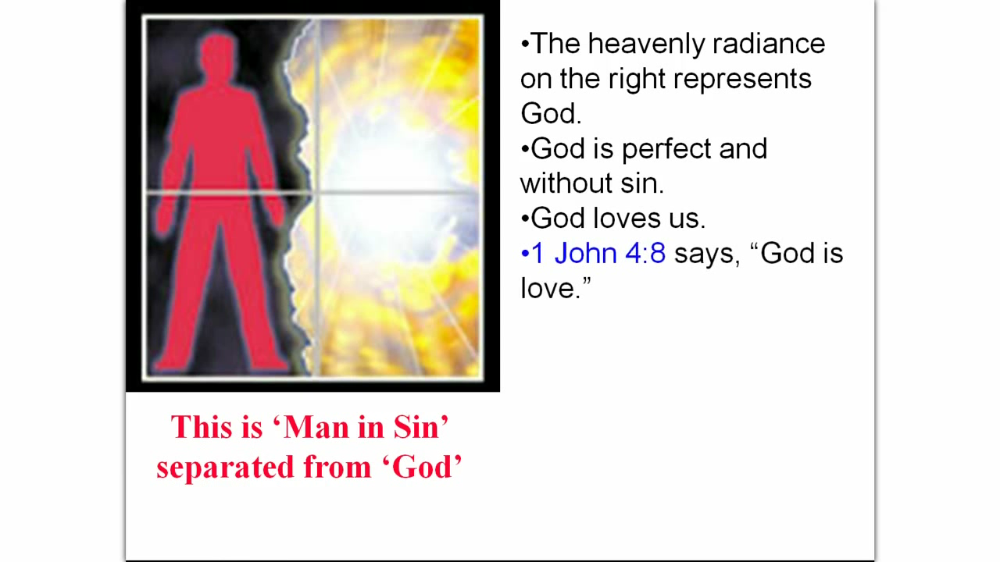 •The heavenly radiance
on the right represents
God.
•God is perfect and
without sin.
•God loves us.
•1 John 4:8 says, “God is
love.”
This is ‘Man in Sin’
separated from ‘God’